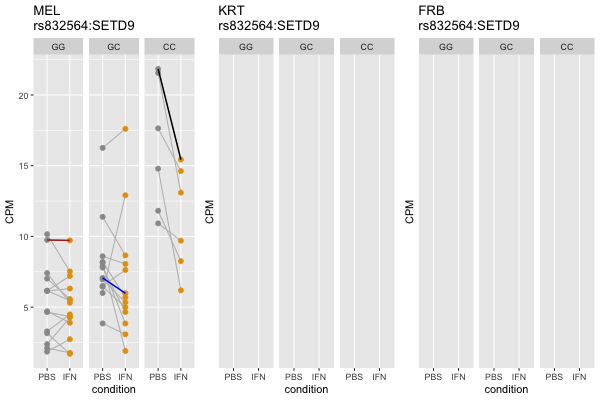 MEL
rs832564:SETD9
GG GC CC
CPM
20
15
10
5
PBS IFN PBS IFN PBS IFN
condition
KRT
rs832564:SETD9
GG GC CC
CPM
PBS IFN PBS IFN PBS IFN
condition
FRB
rs832564:SETD9
GG GC CC
CPM
PBS IFN PBS IFN PBS IFN
condition